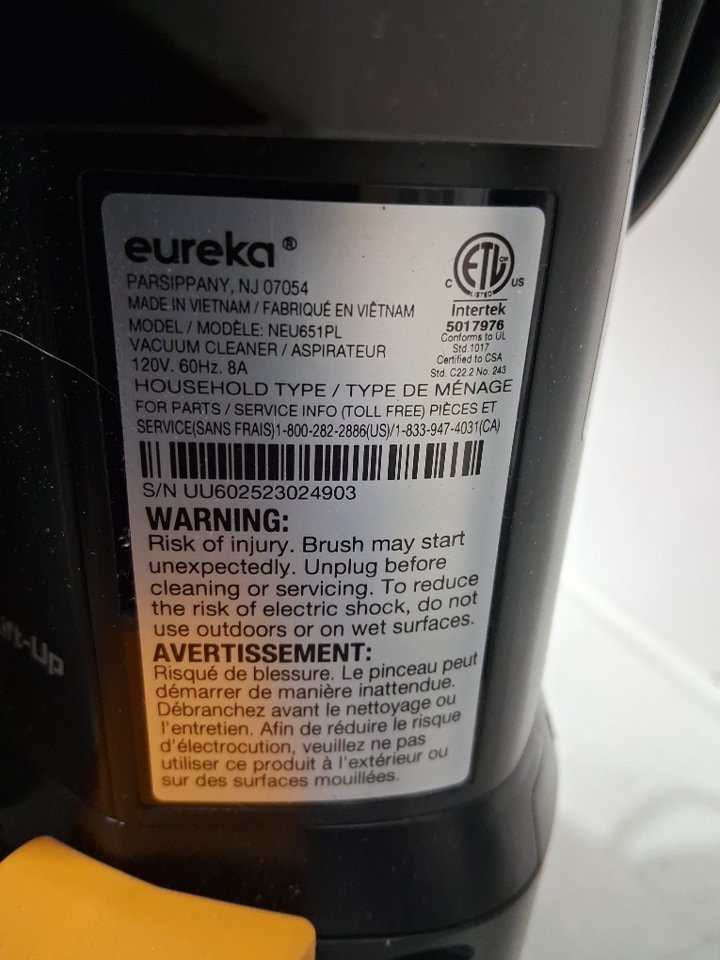 eureka®
PARSIPPANY, NJ 07054
MADE IN VIETNAM / FABRIQUÉ EN VIÊTNAM
MODEL / MODÈLE: NEU651PL
VACUUM CLEANER / ASPIRATEUR
120V. 60Hz. 8A
C ETL CM US
LISTED
Intertek
5017976
Conforms to UL
Std.1017
Certified to CSA
Std. C22.2 No. 243
HOUSEHOLD TYPE / TYPE DE MÉNAGE
FOR PARTS / SERVICE INFO (TOLL FREE) PIÈCES ET
SERVICE(SANS FRAIS)1-800-282-2886(US)/1-833-947-4031(CA)
S/N UU602523024903
WARNING:
Risk of injury. Brush may start
unexpectedly. Unplug before
cleaning or servicing. To reduce
the risk of electric shock, do not
use outdoors or on wet surfaces.
AVERTISSEMENT:
Risqué de blessure. Le pinceau peut
démarrer de manière inattendue.
Débranchez avant le nettoyage ou
l'entretien. Afin de réduire le risque
d'électrocution, veuillez ne pas
utiliser ce produit à l'extérieur ou
sur des surfaces mouillées.
-Up